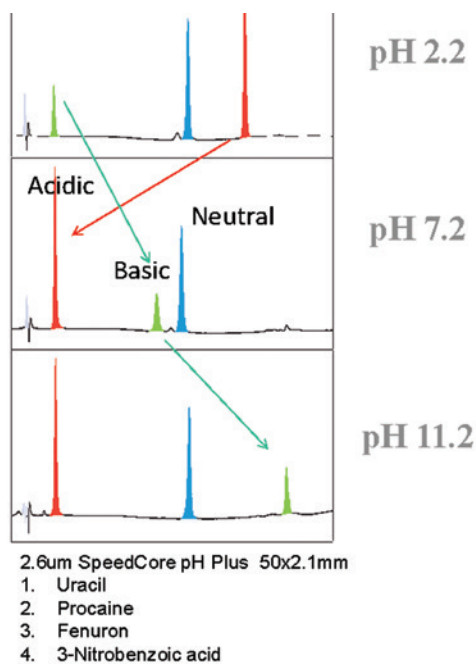 pH 2.2
Acidic
Neutral
Basic
pH 7.2
pH 11.2
2.6um SpeedCore pH Plus 50x2.1mm
1. Uracil
2. Procaine
3. Fenuron
4. 3-Nitrobenzoic acid